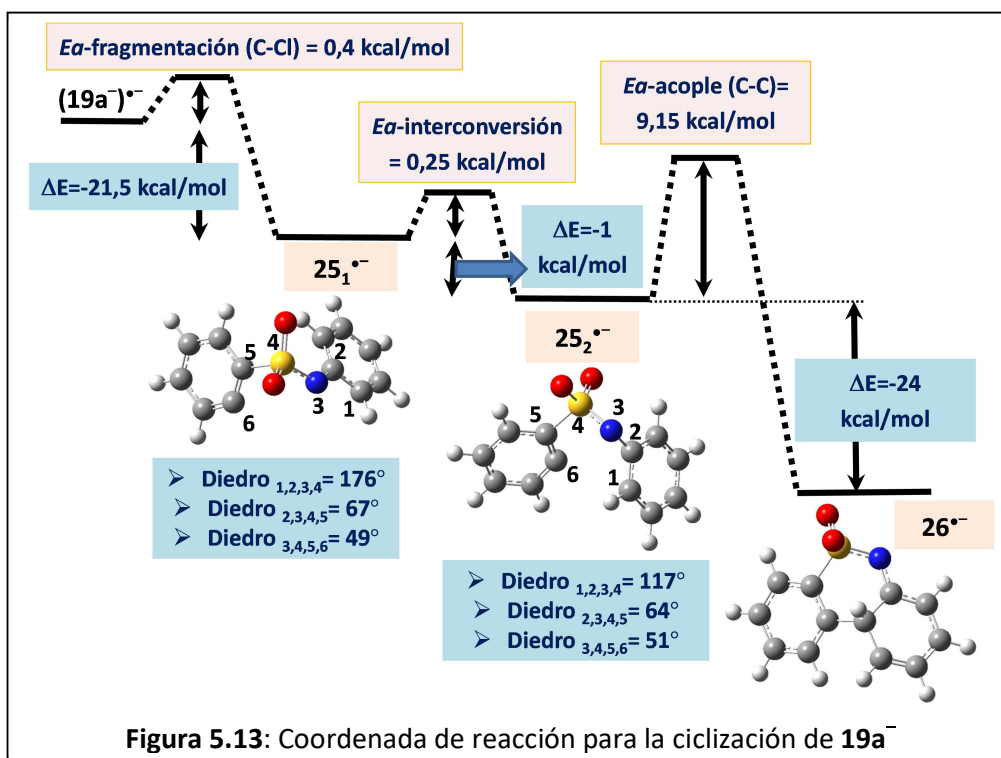 Ea-fragmentación (C-Cl) = 0,4 kcal/mol
(19a⁻)•⁻
Ea-interconversión
= 0,25 kcal/mol
Ea-acople (C-C)=
9,15 kcal/mol
ΔE=-21,5 kcal/mol
ΔE=-1
kcal/mol
25₁•⁻
25₂•⁻
ΔE=-24
kcal/mol
26•⁻
4
5
2
3
6
1
5
3
4
2
6
1
➢ Diedro 1,2,3,4= 176°
➢ Diedro 2,3,4,5= 67°
➢ Diedro 3,4,5,6= 49°
➢ Diedro 1,2,3,4= 117°
➢ Diedro 2,3,4,5= 64°
➢ Diedro 3,4,5,6= 51°
Figura 5.13: Coordenada de reacción para la ciclización de 19a⁻